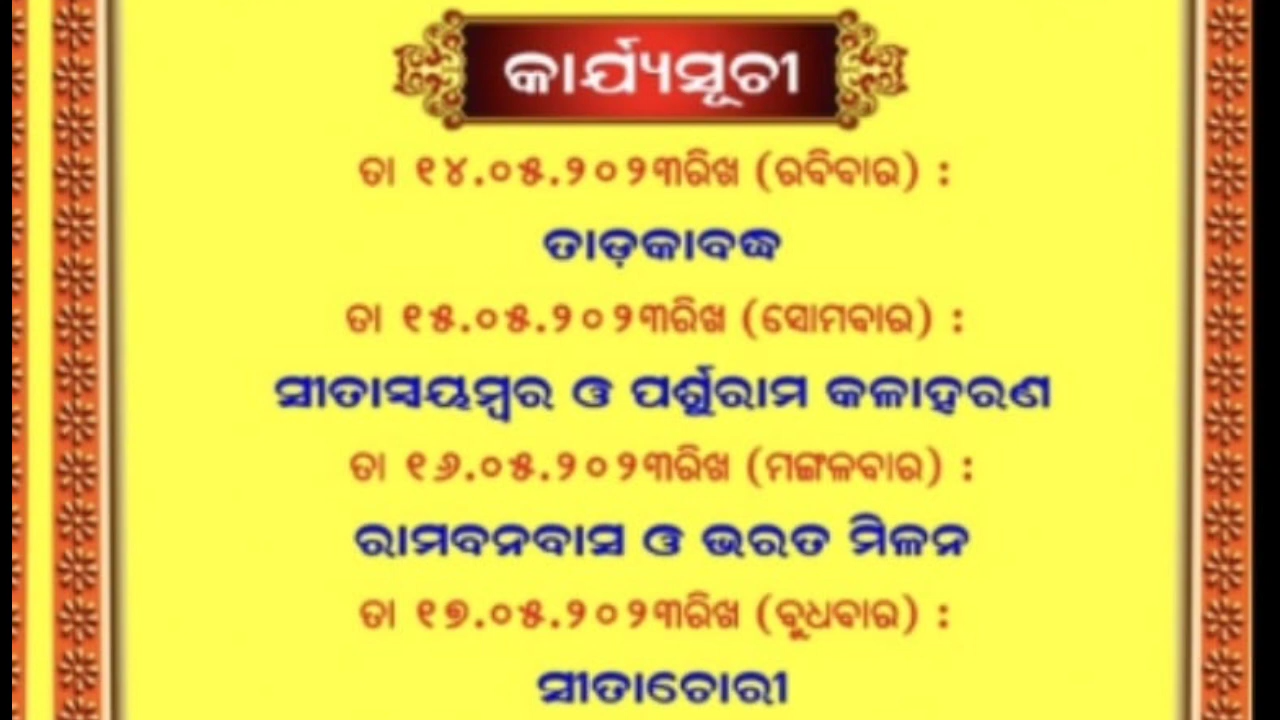 କାର୍ଯ୍ୟସୂଚୀ
ତା ୧୪.୦୫.୨୦୨୩ରିଖ (ରବିବାର) :
ତାଡ଼କାବଦ୍ଧ
ତା ୧୫.୦୫.୨୦୨୩ରିଖ (ସୋମବାର) :
ସୀତାସ୍ୱୟମ୍ବର ଓ ପର୍ଶୁରାମ କଳାହରଣ
ତା ୧୬.୦୫.୨୦୨୩ରିଖ (ମଙ୍ଗଳବାର) :
ରାମବନବାସ ଓ ଭରତ ମିଳନ
ତା ୧୭.୦୫.୨୦୨୩ରିଖ (ବୁଧବାର) :
ସୀତାଚୋରୀ